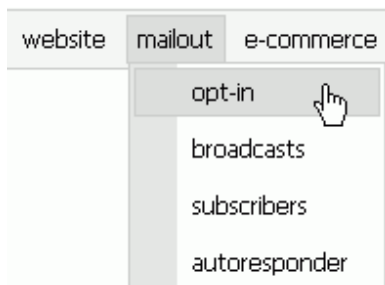 website mailout e-commerce
opt-in
broadcasts
subscribers
autoresponder